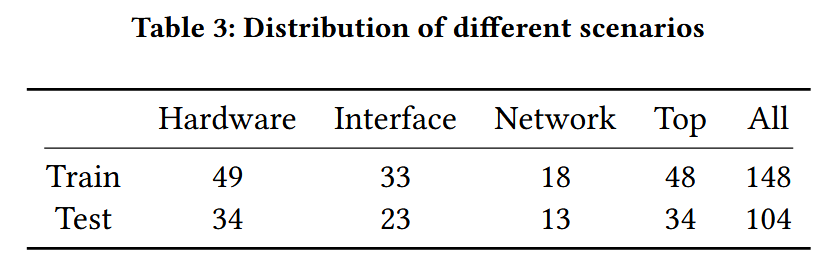 Table 3: Distribution of different scenarios
Hardware Interface Network Top All
Train 49 33 18 48 148
Test 34 23 13 34 104